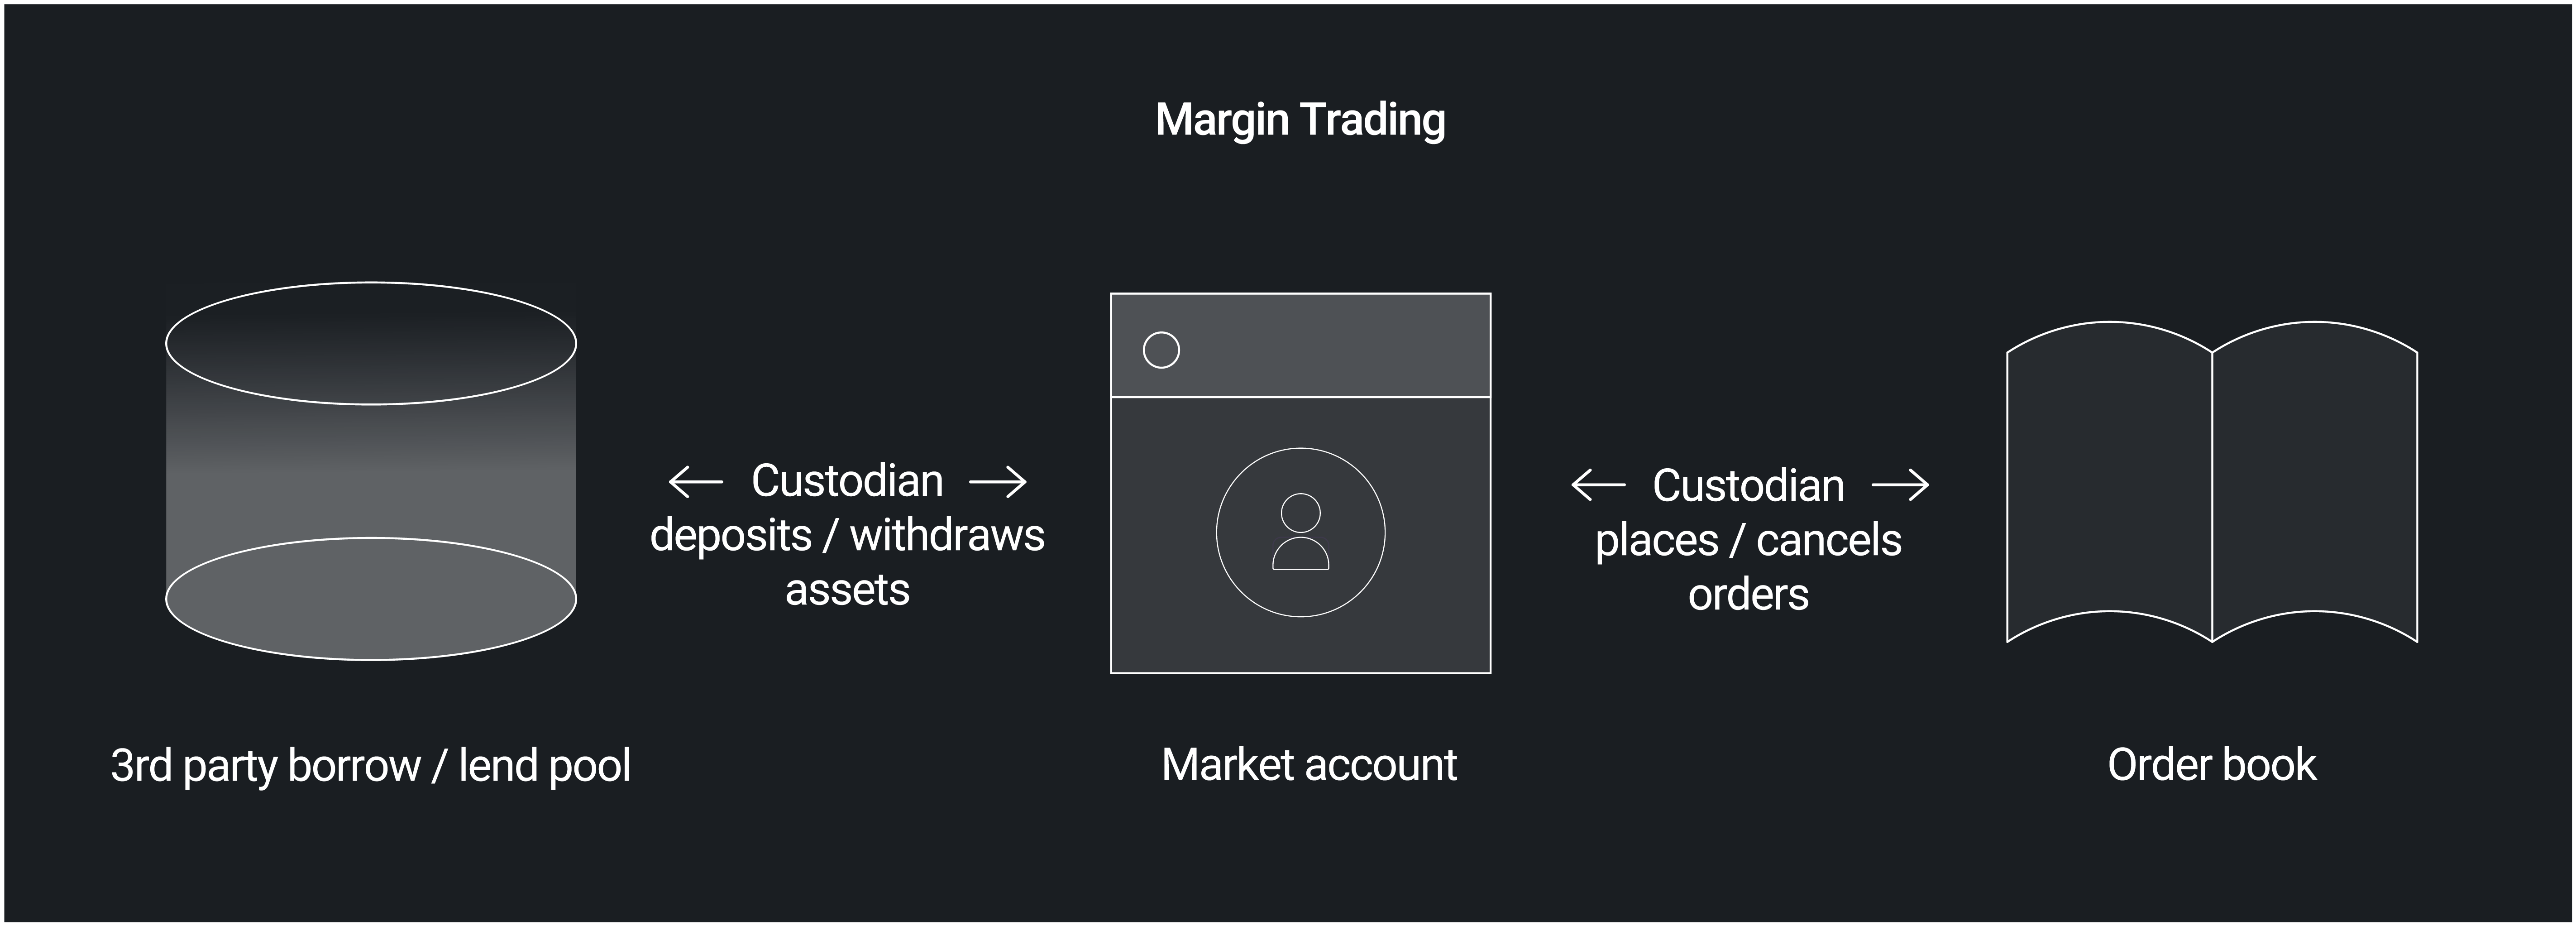 Margin Trading
Custodian
deposits / withdraws
assets
Custodian
places / cancels
orders
3rd party borrow / lend pool
Market account
Order book